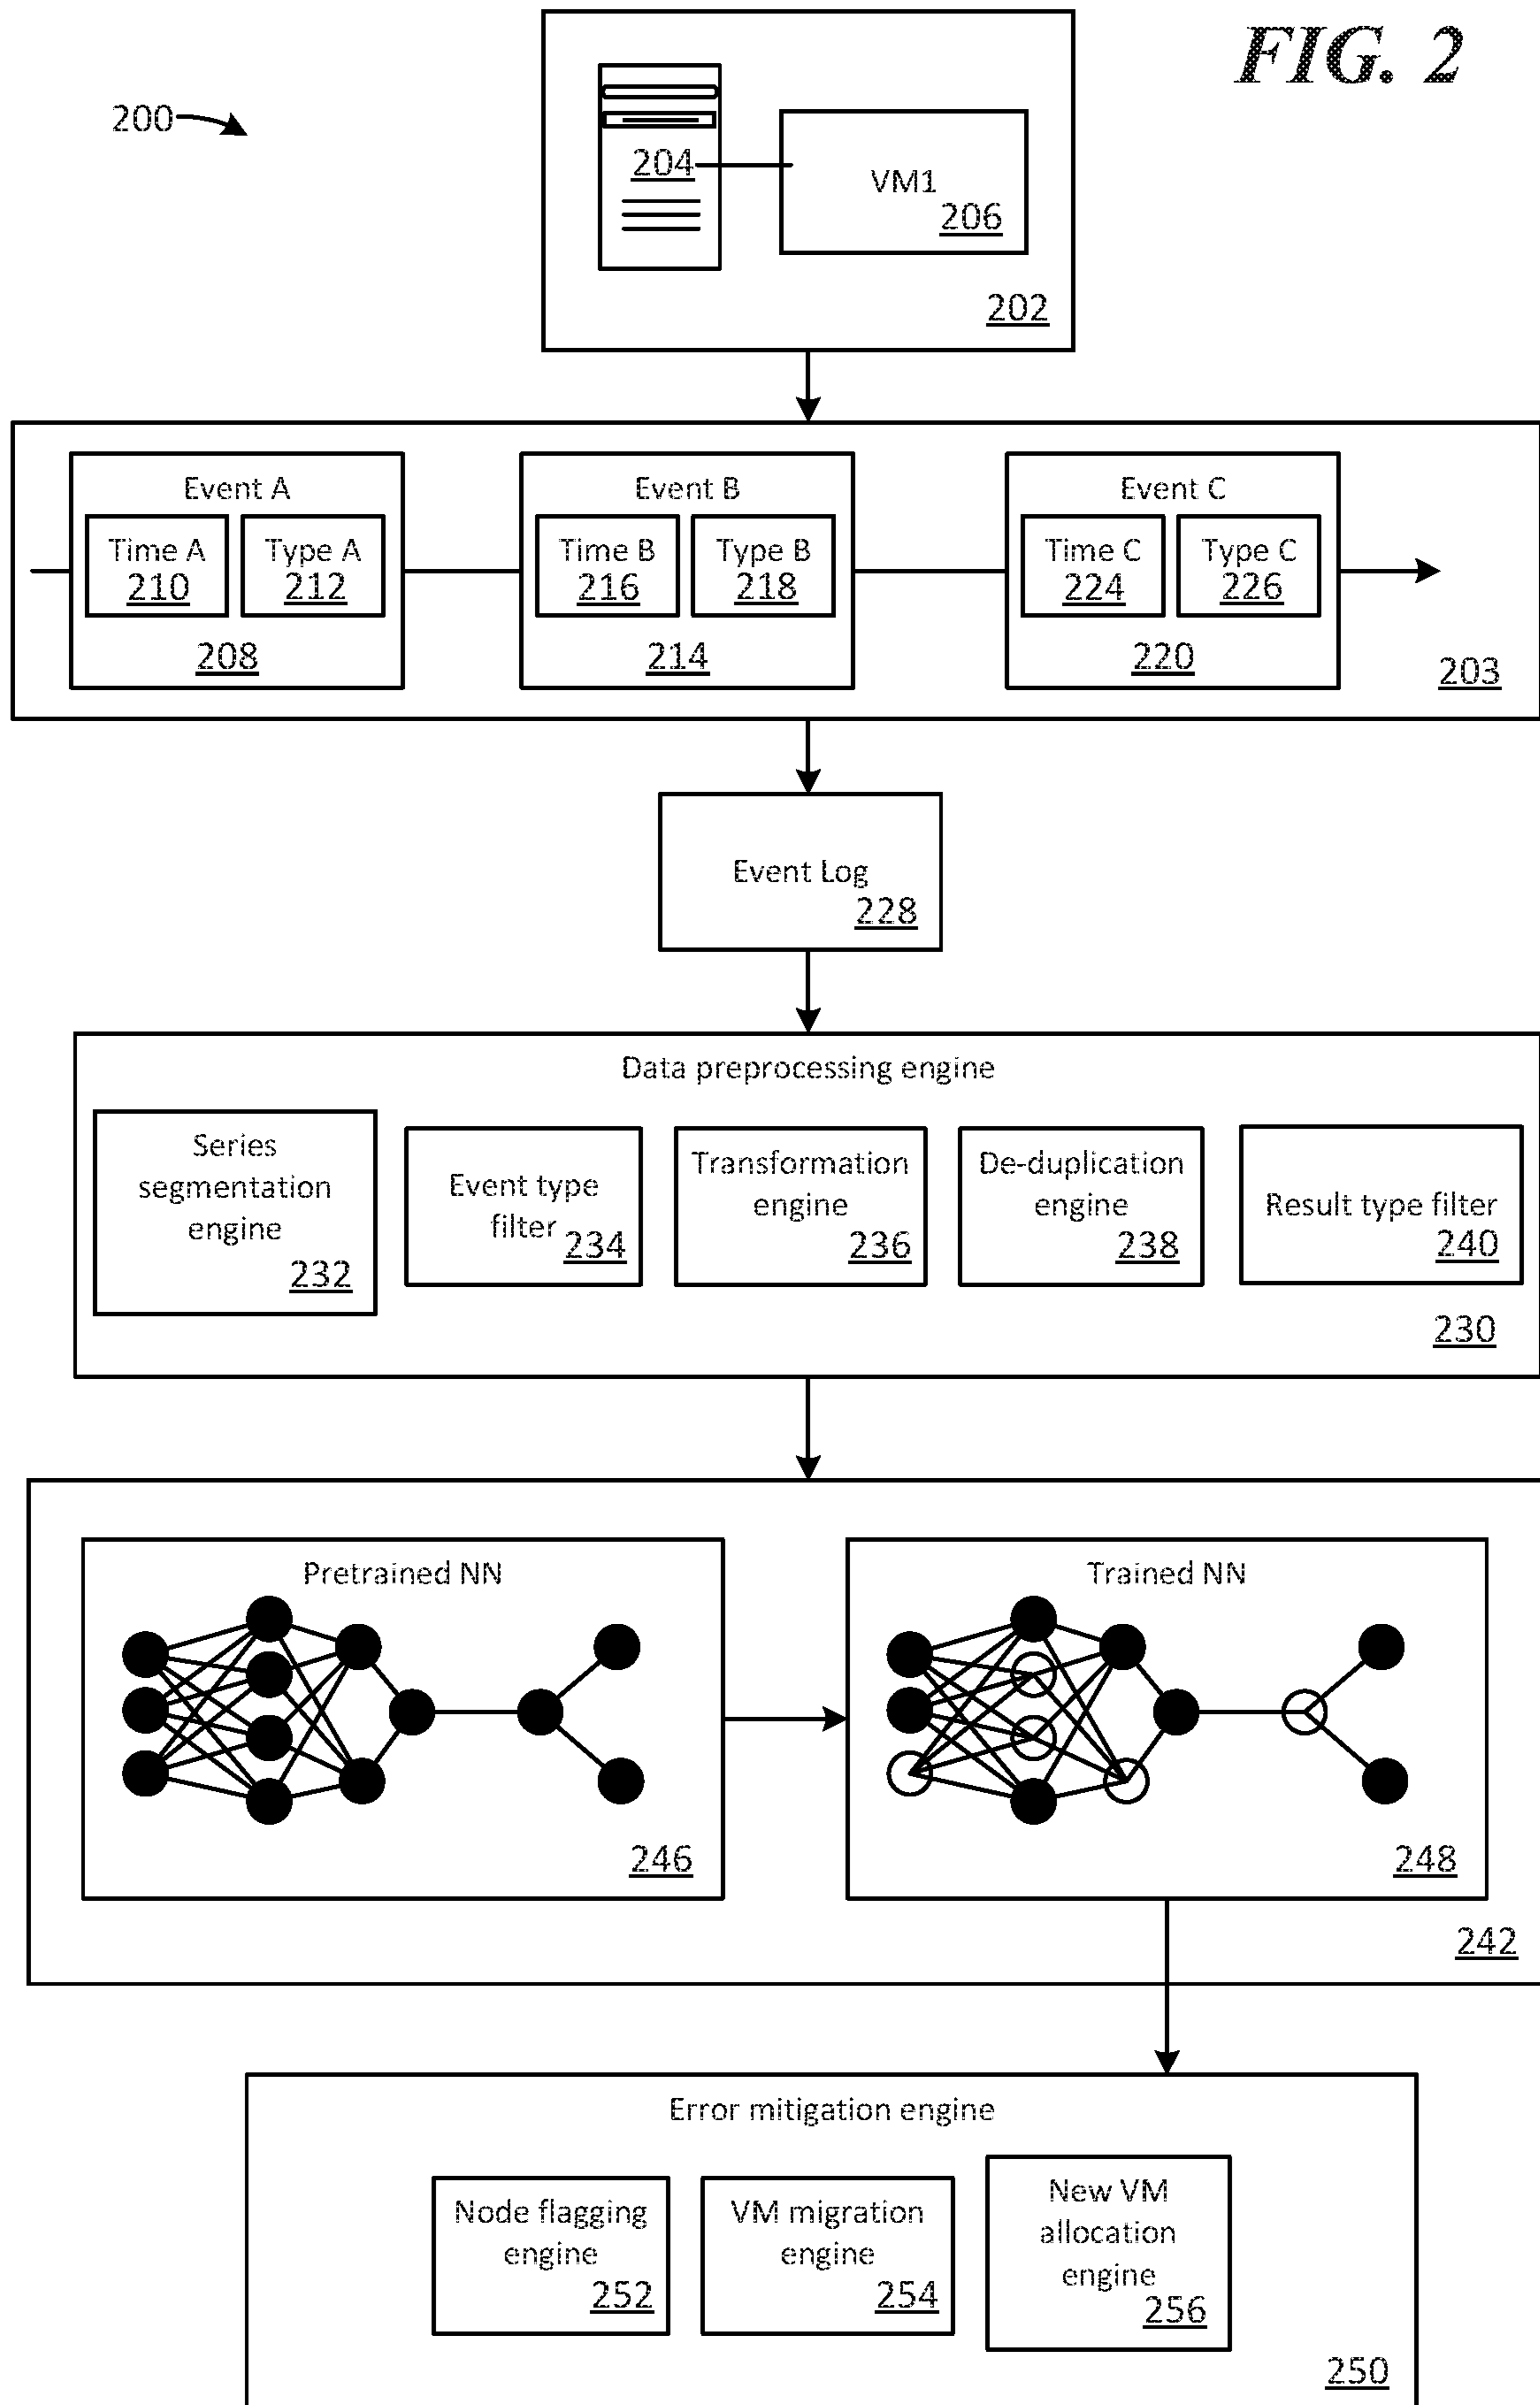 FIG. 2
200
204
VM1
206
202
Event A
Time A
210
Type A
212
208
Event B
Time B
216
Type B
218
214
Event C
Time C
224
Type C
226
220
203
Event Log
228
Data preprocessing engine
Series
segmentation
engine
232
Event type
filter
234
Transformation
engine
236
De-duplication
engine
238
Result type filter
240
230
Pretrained NN
246
Trained NN
248
242
Error mitigation engine
Node flagging
engine
252
VM migration
engine
254
New VM
allocation
engine
256
250